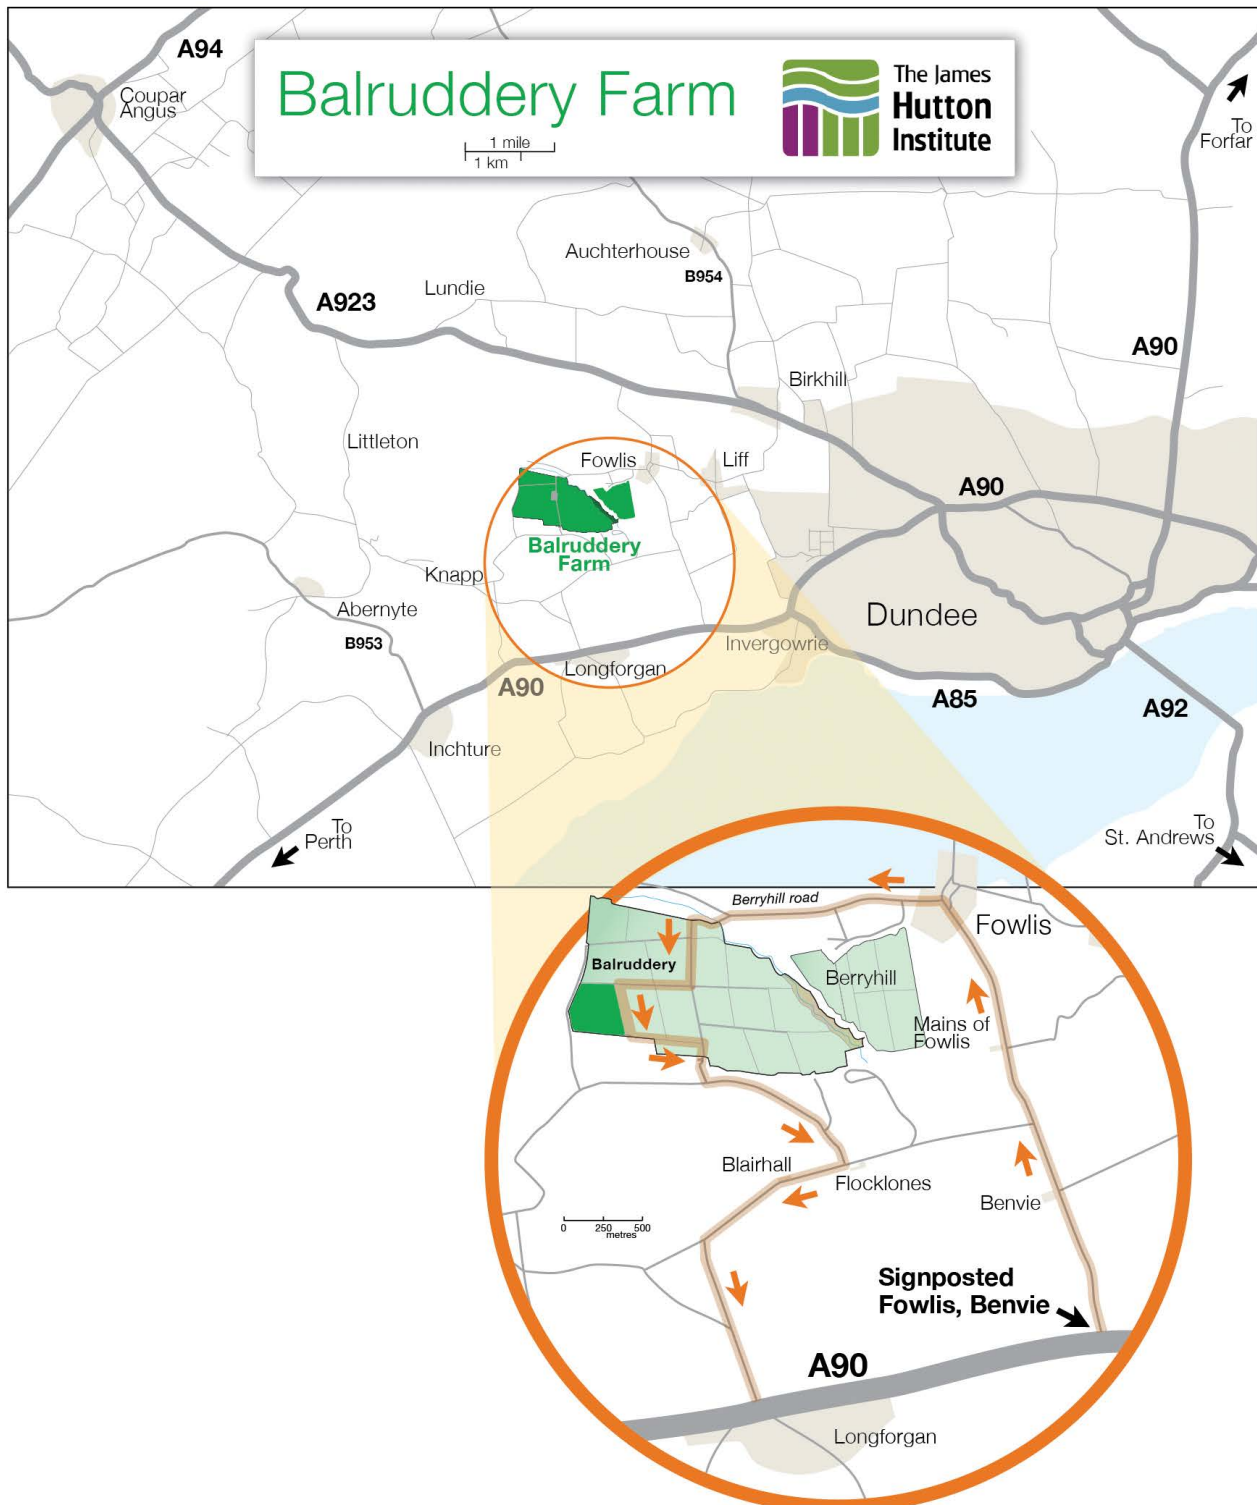 A94
Coupar
Angus
Balruddery Farm
1 mile
1 km
The James
Hutton
Institute
To
Forfar
Auchterhouse
B954
Lundie
A923
A90
Birkhill
Littleton
Fowlis
Liff
A90
Balruddery
Farm
Knapp
Abernyte
B953
Dundee
Invergowrie
Longforgan
A90
A85
A92
Inchture
To
Perth
To
St. Andrews
Berryhill road
Fowlis
Balruddery
Berryhill
Mains of
Fowlis
Blairhall
Flocklones
Benvie
0 250 500
metres
Signposted
Fowlis, Benvie
A90
Longforgan